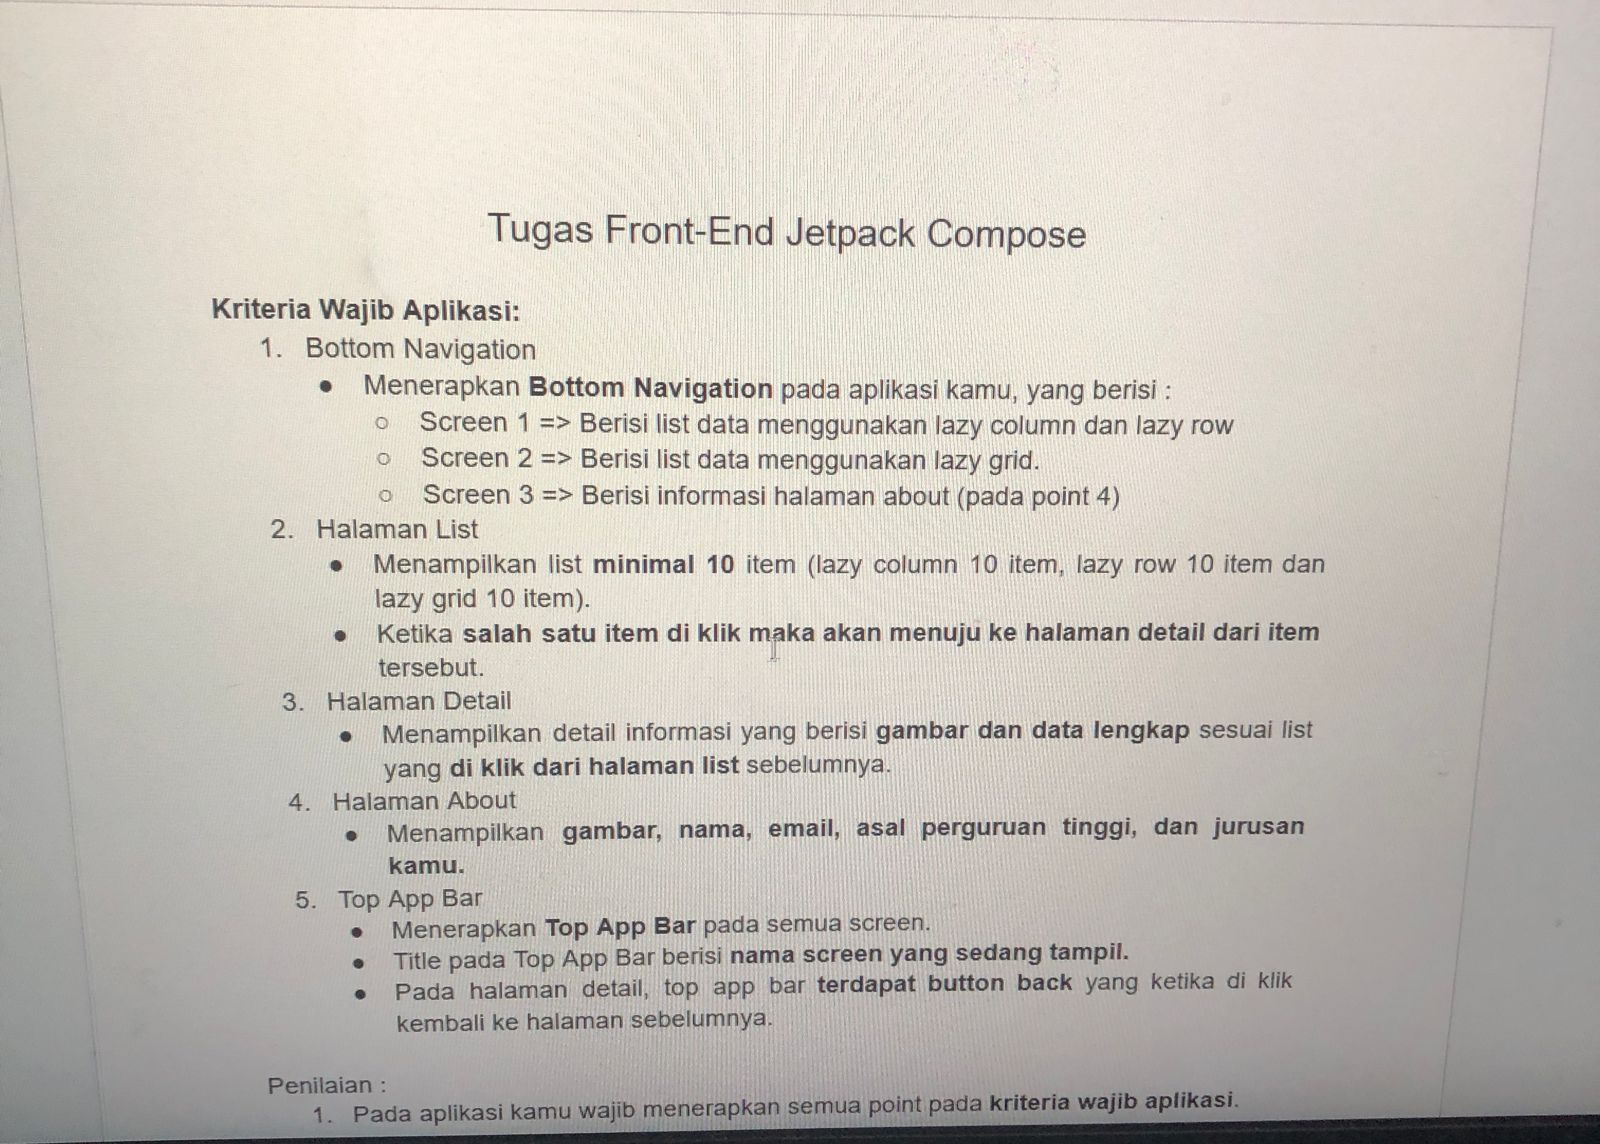 Tugas Front-End Jetpack Compose
Kriteria Wajib Aplikasi:
1. Bottom Navigation
● Menerapkan Bottom Navigation pada aplikasi kamu, yang berisi :
○ Screen 1 => Berisi list data menggunakan lazy column dan lazy row
○ Screen 2 => Berisi list data menggunakan lazy grid.
○ Screen 3 => Berisi informasi halaman about (pada point 4)
2. Halaman List
● Menampilkan list minimal 10 item (lazy column 10 item, lazy row 10 item dan
lazy grid 10 item).
● Ketika salah satu item di klik maka akan menuju ke halaman detail dari item
tersebut.
3. Halaman Detail
● Menampilkan detail informasi yang berisi gambar dan data lengkap sesuai list
yang di klik dari halaman list sebelumnya.
4. Halaman About
● Menampilkan gambar, nama, email, asal perguruan tinggi, dan jurusan
kamu.
5. Top App Bar
● Menerapkan Top App Bar pada semua screen.
● Title pada Top App Bar berisi nama screen yang sedang tampil.
● Pada halaman detail, top app bar terdapat button back yang ketika di klik
kembali ke halaman sebelumnya.
Penilaian :
1. Pada aplikasi kamu wajib menerapkan semua point pada kriteria wajib aplikasi.